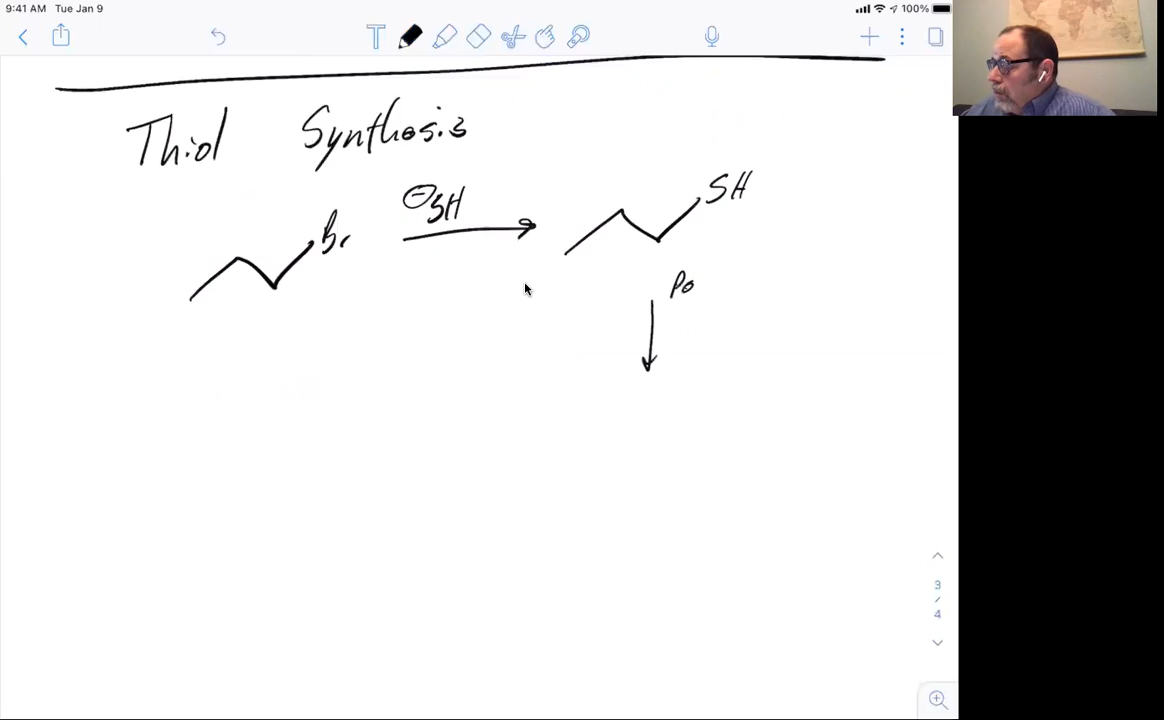 9:41 AM Tue Jan 9
100%
T
Thiol Synthesis
⊖SH
SH
Br
Po
3
/
4